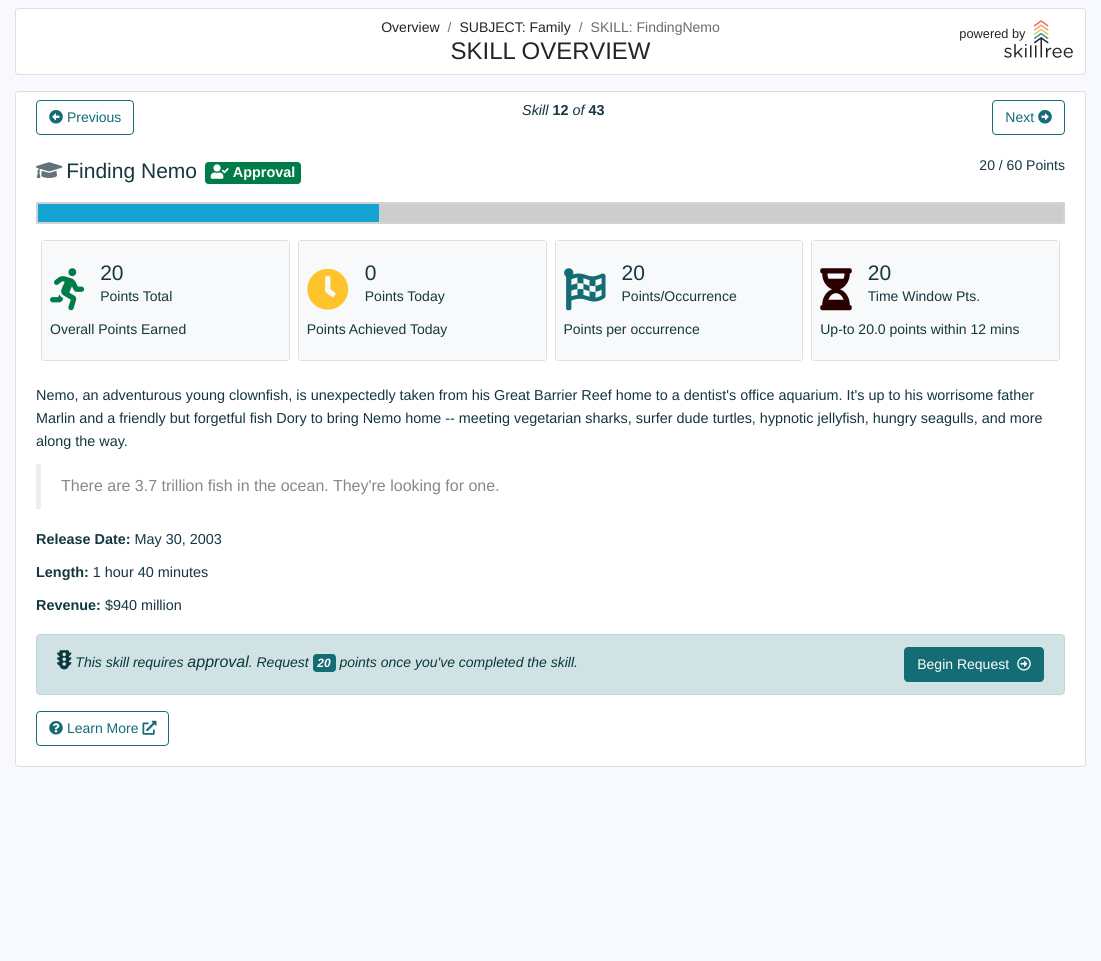 Overview / SUBJECT: Family / SKILL: FindingNemo
SKILL OVERVIEW
powered by
skilltree
Previous
Skill 12 of 43
Next
Finding Nemo
Approval
20 / 60 Points
20
Points Total
Overall Points Earned
0
Points Today
Points Achieved Today
20
Points/Occurrence
Points per occurrence
20
Time Window Pts.
Up-to 20.0 points within 12 mins
Nemo, an adventurous young clownfish, is unexpectedly taken from his Great Barrier Reef home to a dentist's office aquarium. It's up to his worrisome father
Marlin and a friendly but forgetful fish Dory to bring Nemo home -- meeting vegetarian sharks, surfer dude turtles, hypnotic jellyfish, hungry seagulls, and more
along the way.
There are 3.7 trillion fish in the ocean. They're looking for one.
Release Date: May 30, 2003
Length: 1 hour 40 minutes
Revenue: $940 million
This skill requires approval. Request 20 points once you've completed the skill.
Begin Request
Learn More